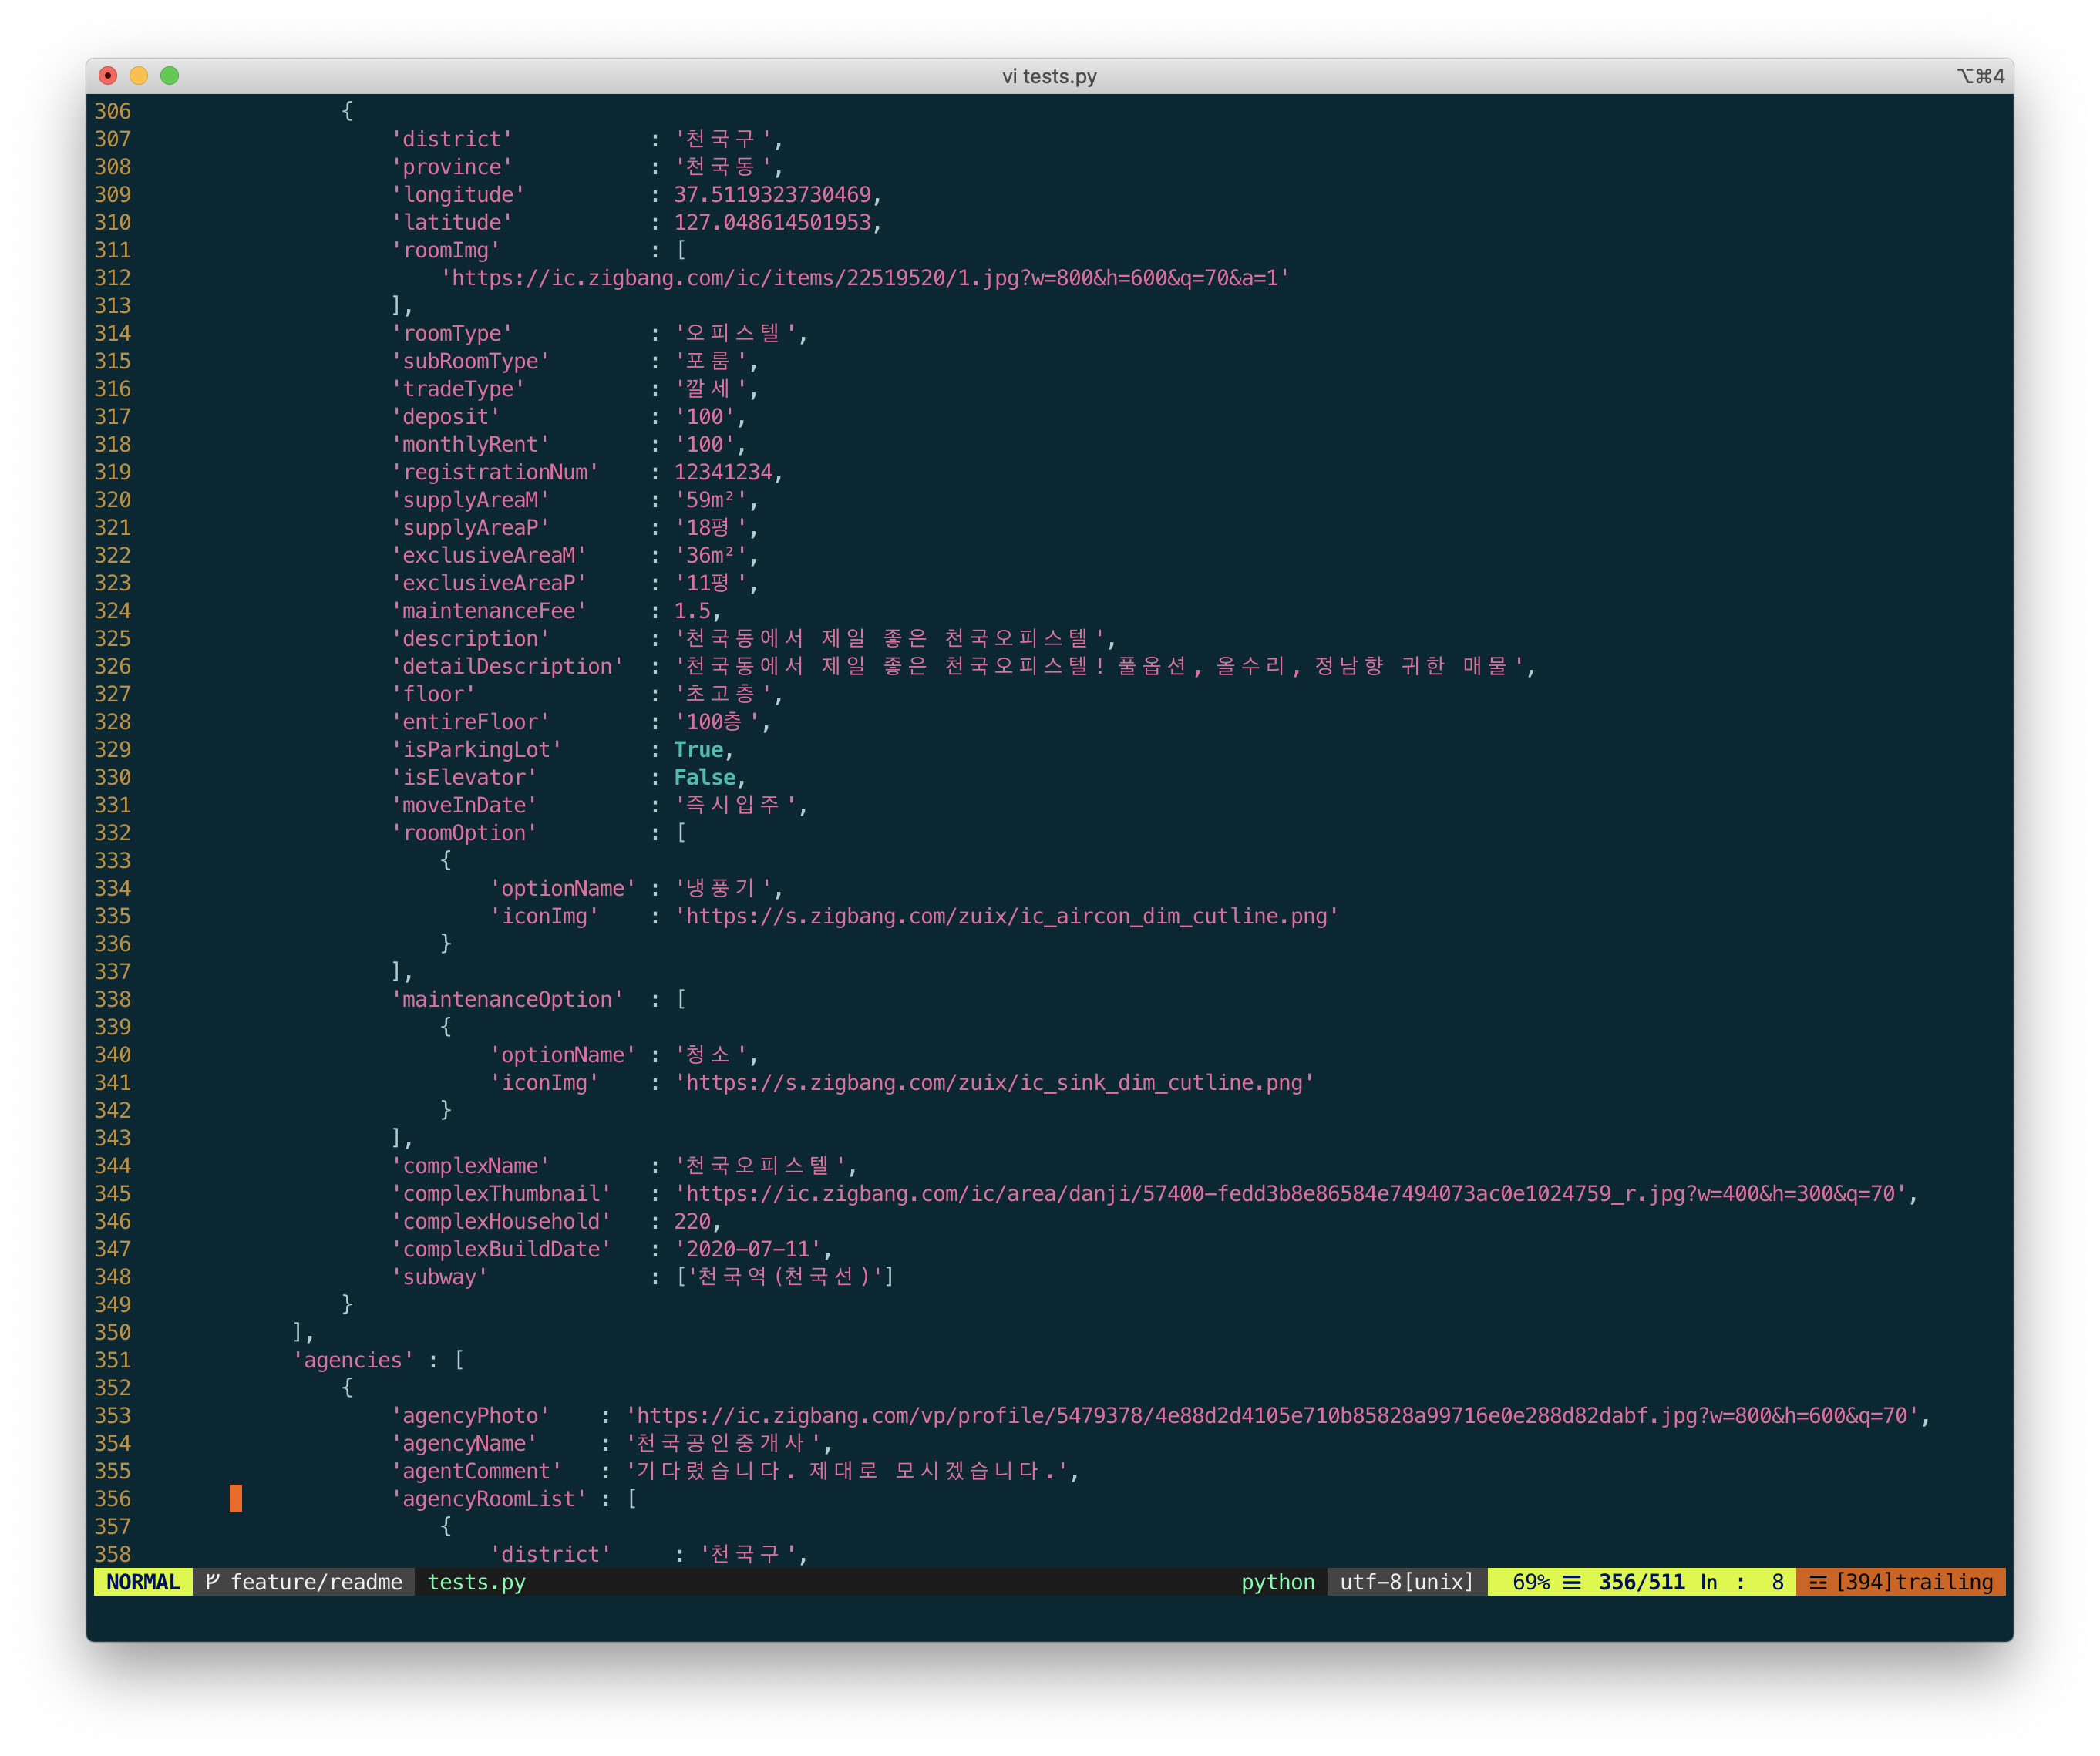 vi tests.py ⌥⌘4
306 {
307 'district' : '천국구',
308 'province' : '천국동',
309 'longitude' : 37.5119323730469,
310 'latitude' : 127.048614501953,
311 'roomImg' : [
312 'https://ic.zigbang.com/ic/items/22519520/1.jpg?w=800&h=600&q=70&a=1'
313 ],
314 'roomType' : '오피스텔',
315 'subRoomType' : '포룸',
316 'tradeType' : '깔세',
317 'deposit' : '100',
318 'monthlyRent' : '100',
319 'registrationNum' : 12341234,
320 'supplyAreaM' : '59m²',
321 'supplyAreaP' : '18평',
322 'exclusiveAreaM' : '36m²',
323 'exclusiveAreaP' : '11평',
324 'maintenanceFee' : 1.5,
325 'description' : '천국동에서 제일 좋은 천국오피스텔',
326 'detailDescription' : '천국동에서 제일 좋은 천국오피스텔! 풀옵션, 올수리, 정남향 귀한 매물',
327 'floor' : '초고층',
328 'entireFloor' : '100층',
329 'isParkingLot' : True,
330 'isElevator' : False,
331 'moveInDate' : '즉시입주',
332 'roomOption' : [
333 {
334 'optionName' : '냉풍기',
335 'iconImg' : 'https://s.zigbang.com/zuix/ic_aircon_dim_cutline.png'
336 }
337 ],
338 'maintenanceOption' : [
339 {
340 'optionName' : '청소',
341 'iconImg' : 'https://s.zigbang.com/zuix/ic_sink_dim_cutline.png'
342 }
343 ],
344 'complexName' : '천국오피스텔',
345 'complexThumbnail' : 'https://ic.zigbang.com/ic/area/danji/57400-fedd3b8e86584e7494073ac0e1024759_r.jpg?w=400&h=300&q=70',
346 'complexHousehold' : 220,
347 'complexBuildDate' : '2020-07-11',
348 'subway' : ['천국역(천국선)']
349 }
350 ],
351 'agencies' : [
352 {
353 'agencyPhoto' : 'https://ic.zigbang.com/vp/profile/5479378/4e88d2d4105e710b85828a99716e0e288d82dabf.jpg?w=800&h=600&q=70',
354 'agencyName' : '천국공인중개사',
355 'agentComment' : '기다렸습니다. 제대로 모시겠습니다.',
356 'agencyRoomList' : [
357 {
358 'district' : '천국구',
NORMAL feature/readme tests.py python utf-8[unix] 69% ☰ 356/511 ln : 8 ☲ [394]trailing